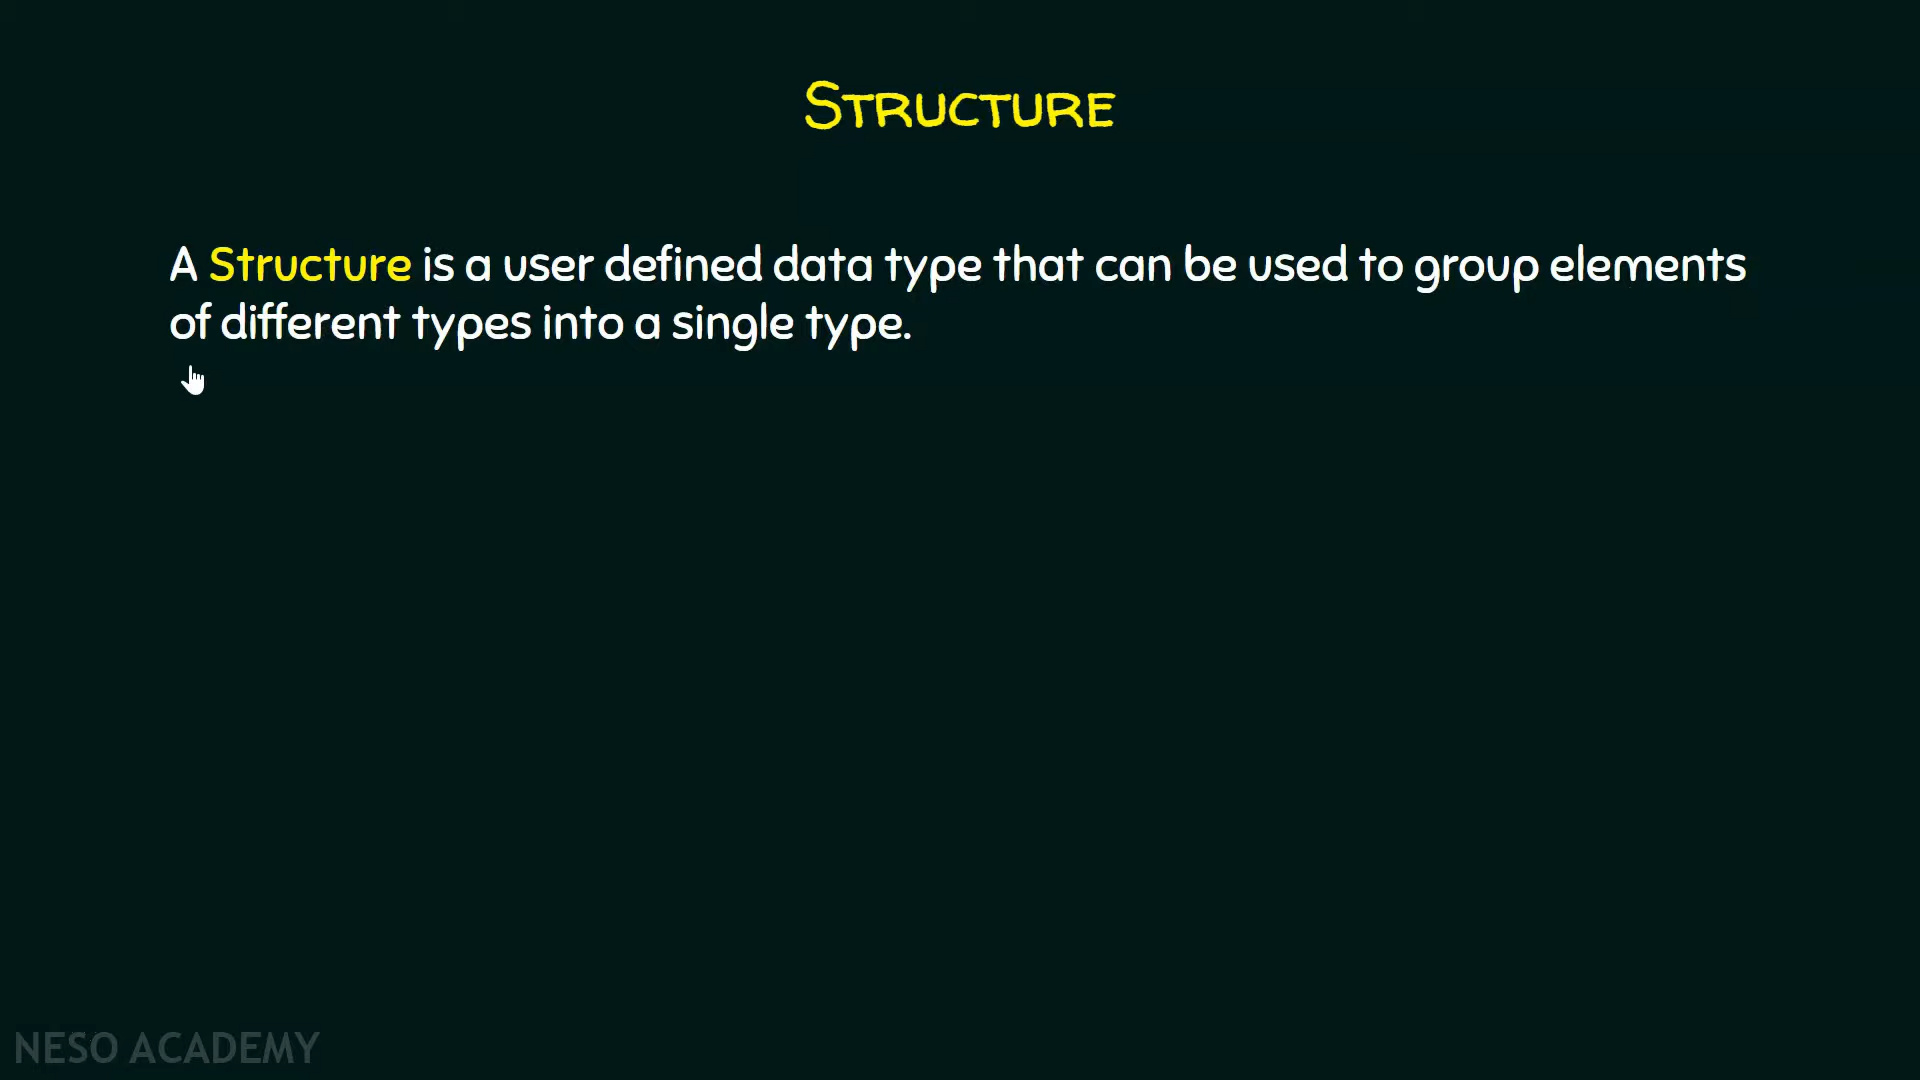 STRUCTURE
A Structure is a user defined data type that can be used to group elements
of different types into a single type.
NESO ACADEMY